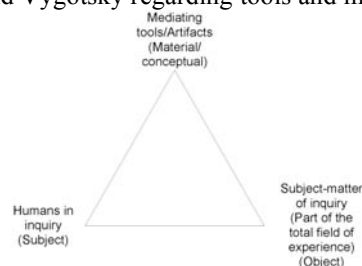 Vygotsky regarding tools and
Mediating
tools/Artifacts
(Material/
conceptual)
Humans in
inquiry
(Subject)
Subject-matter
of inquiry
(Part of the
total field of
experience)
(Object)